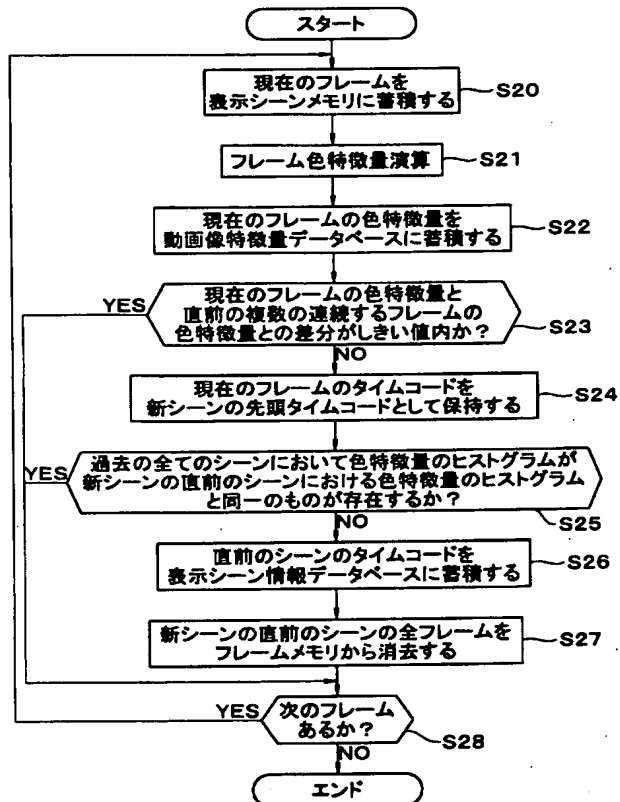 スタート
現在のフレームを
表示シーンメモリに蓄積する
S20
フレーム色特徴量演算
S21
現在のフレームの色特徴量を
動画像特徴量データベースに蓄積する
S22
YES
現在のフレームの色特徴量と
直前の複数の連続するフレームの
色特徴量との差分がしきい値内か？
S23
NO
現在のフレームのタイムコードを
新シーンの先頭タイムコードとして保持する
S24
YES
過去の全てのシーンにおいて色特徴量のヒストグラムが
新シーンの直前のシーンにおける色特徴量のヒストグラム
と同一のものが存在するか？
S25
NO
直前のシーンのタイムコードを
表示シーン情報データベースに蓄積する
S26
新シーンの直前のシーンの全フレームを
フレームメモリから消去する
S27
YES
次のフレーム
あるか？
S28
NO
エンド